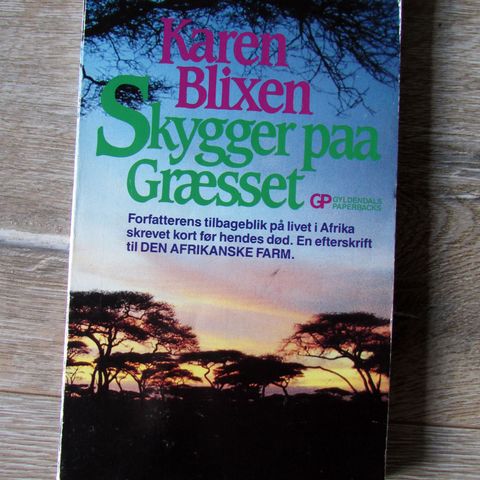 Karen
Blixen
Skygger paa
Græsset
GP GYLDENDALS
PAPERBACKS
Forfatterens tilbageblik på livet i Afrika
skrevet kort før hendes død. En efterskrift
til DEN AFRIKANSKE FARM.